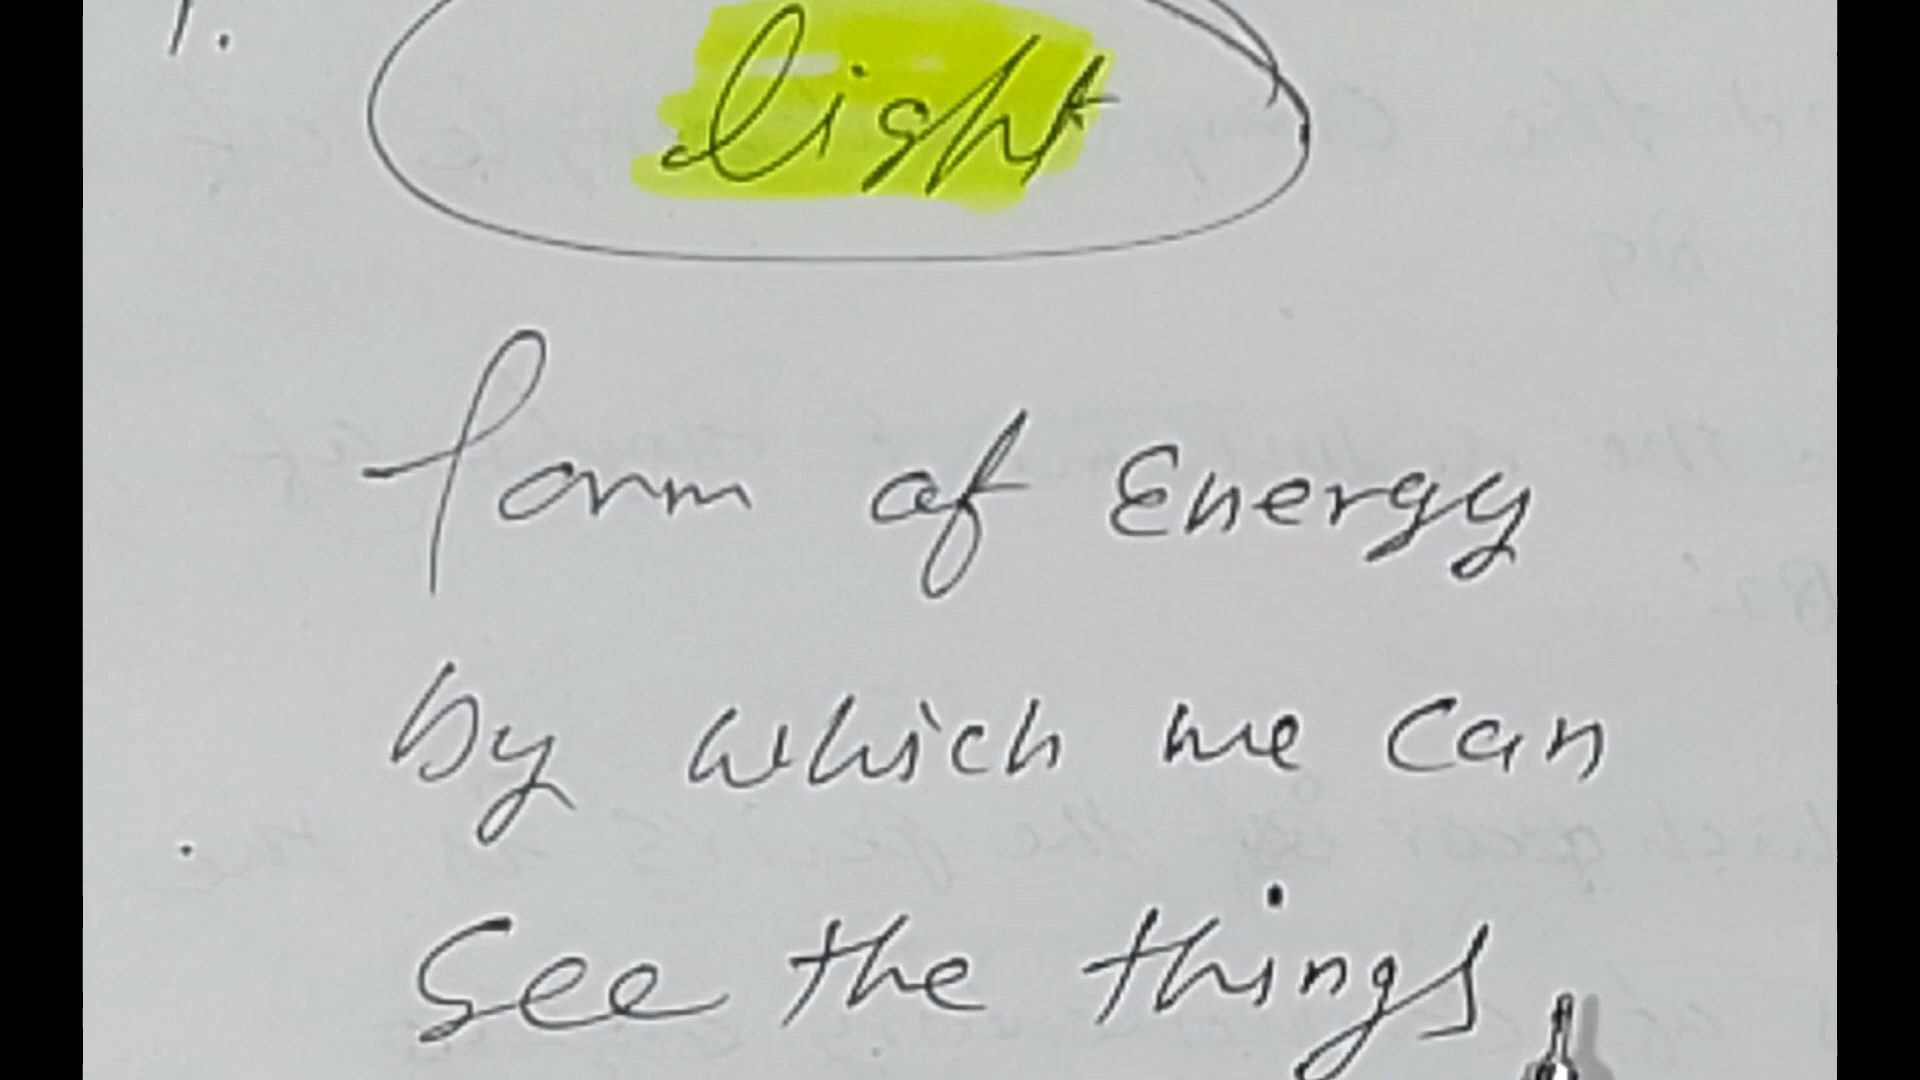 1.
light
form of Energy
by which we can
See the things